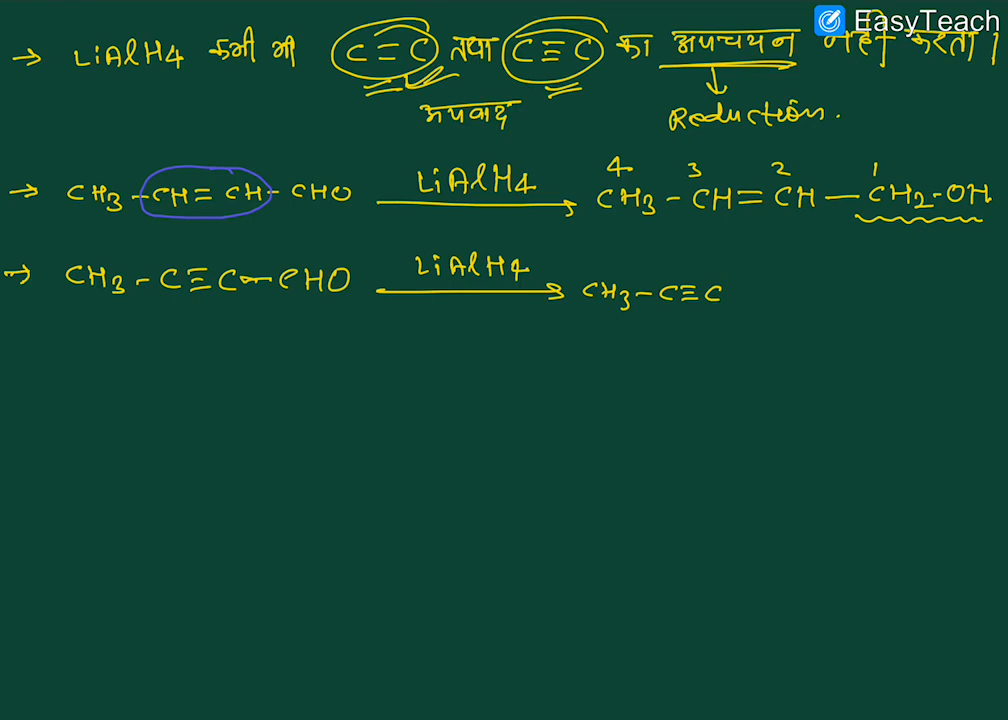 EasyTeach
→ LiAlH4 कभी भी C=C तथा C≡C का अपचयन नहीं करता।
अपवाद
Reduction.
4 3 2 1
→ CH3-CH=CH-CHO LiAlH4 CH3-CH=CH-CH2-OH
→ CH3-C≡C-CHO LiAlH4 CH3-C≡C